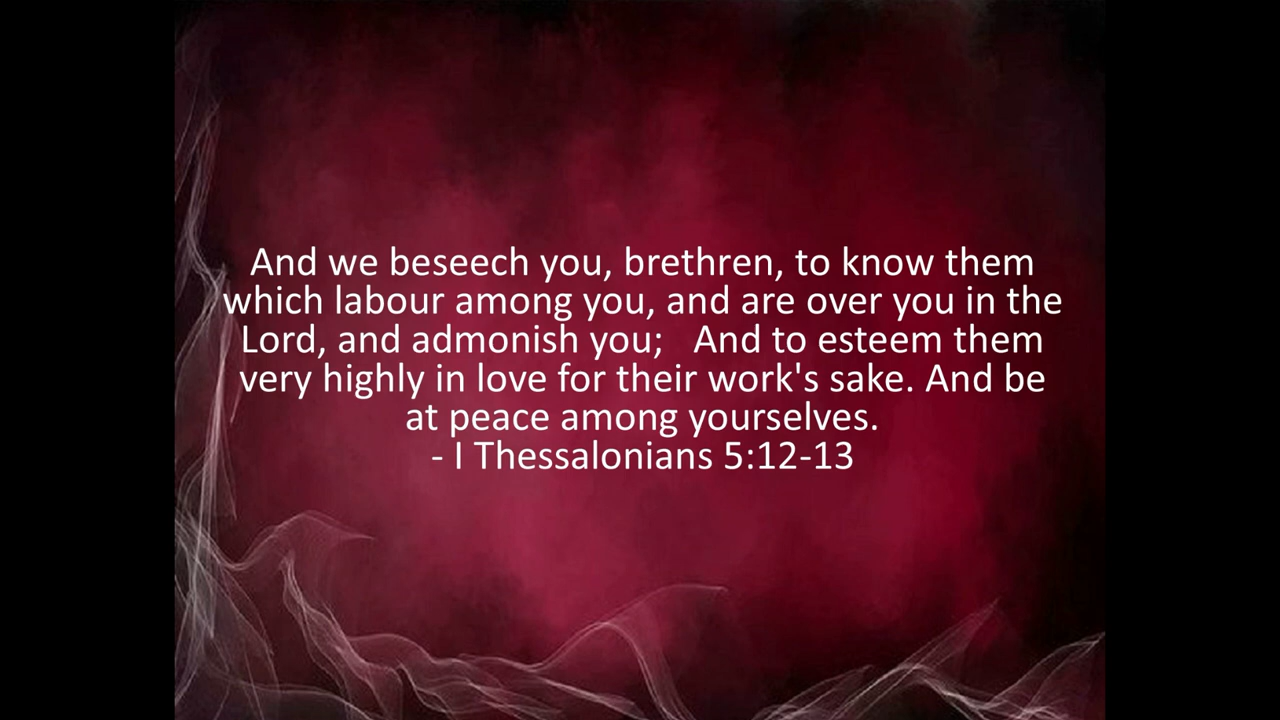 And we beseech you, brethren, to know them
which labour among you, and are over you in the
Lord, and admonish you;   And to esteem them
very highly in love for their work's sake. And be
at peace among yourselves.
- I Thessalonians 5:12-13